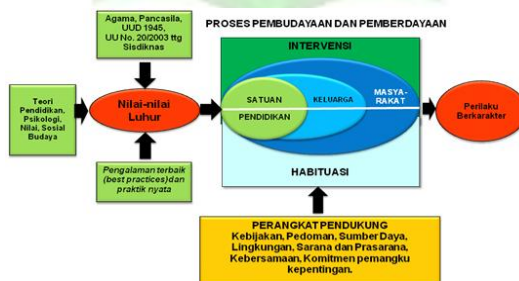 Agama, Pancasila,
UUD 1945,
UU No. 20/2003 ttg
Sisdiknas
PROSES PEMBUDAYAAN DAN PEMBERDAYAAN
INTERVENSI
Teori
Pendidikan,
Psikologi,
Nilai, Sosial
Budaya
Nilai-nilai
Luhur
SATUAN
PENDIDIKAN
KELUARGA
MASYA-
RAKAT
Perilaku
Berkarakter
Pengalaman terbaik
(best practices)dan
praktik nyata
HABITUASI
PERANGKAT PENDUKUNG
Kebijakan, Pedoman, Sumber Daya,
Lingkungan, Sarana dan Prasarana,
Kebersamaan, Komitmen pemangku
kepentingan.